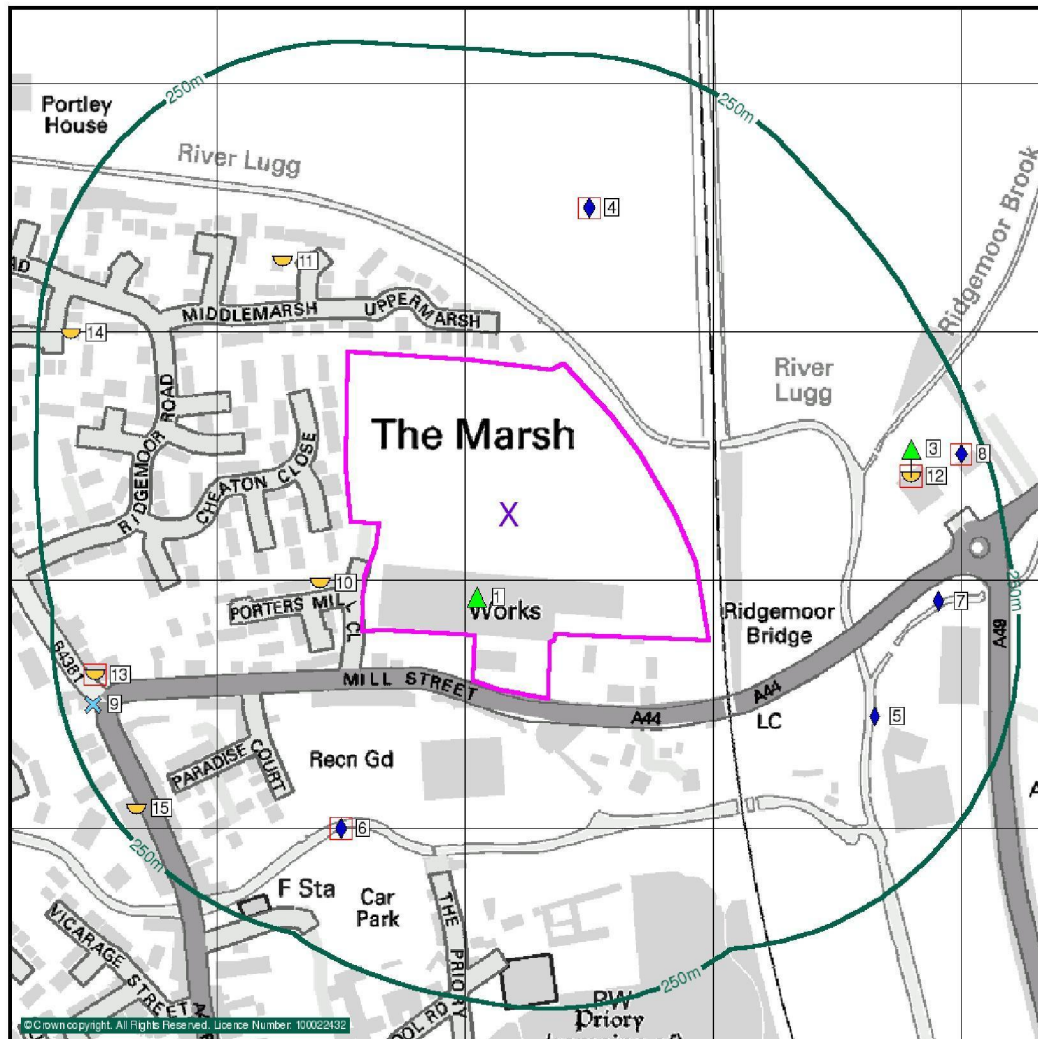 250m
250m
Portley
House
River Lugg
4
Ridgemoor Brook
11
AD
MIDDLEMARSH
UPPERMARSH
14
River
Lugg
RIDGEMOOR ROAD
The Marsh
CHEATON CLOSE
3
8
12
X
10
1
Works
PORTERS MILL CL
Ridgemoor
Bridge
7
250m
A49
B4361
13
MILL STREET
A44
9
A44
LC
5
PARADISE COURT
Recn Gd
15
6
250m
F Sta
Car
Park
THE PRIORY
VICARAGE STREET
250m
PW
Priory
OOL RD
© Crown copyright. All Rights Reserved. Licence Number: 100022432